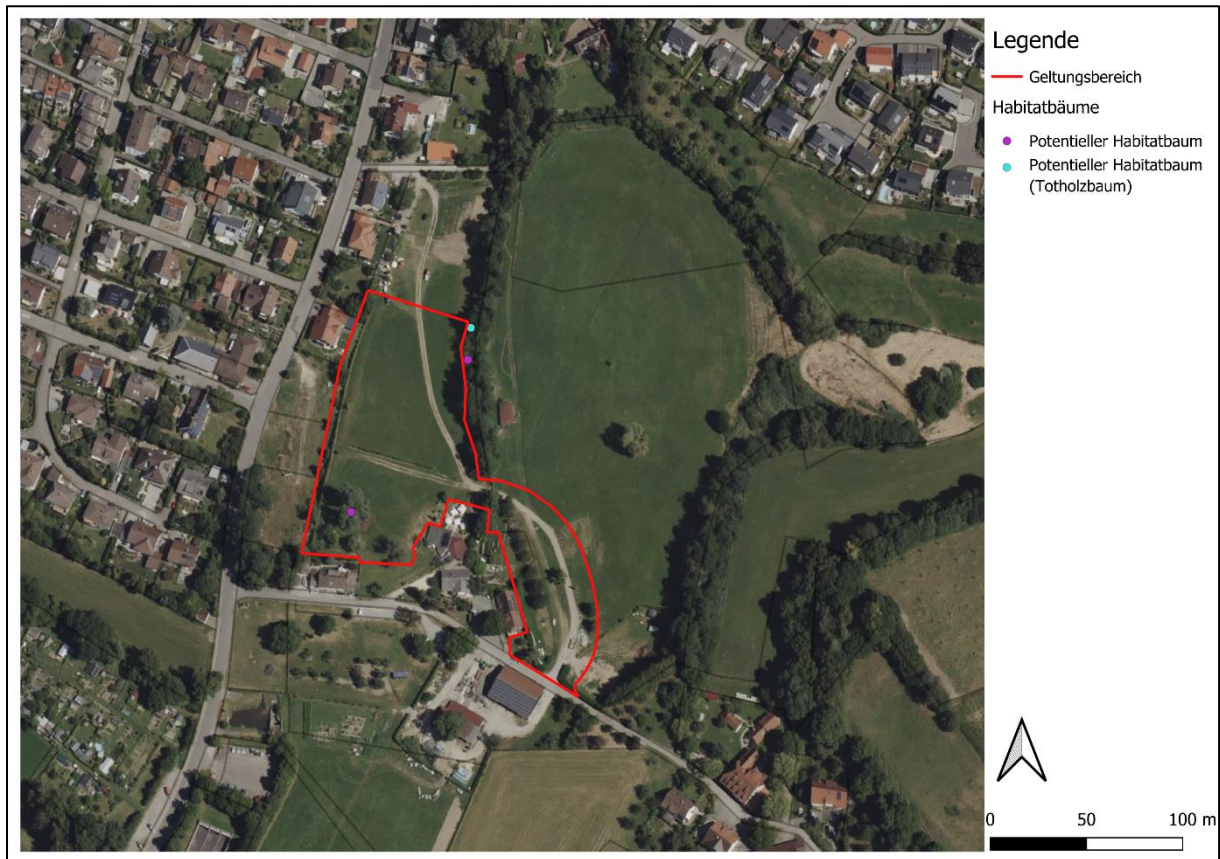 Legende
Geltungsbereich
Habitatbäume
Potentieller Habitatbaum
Potentieller Habitatbaum
(Totholzbaum)
0 50 100 m